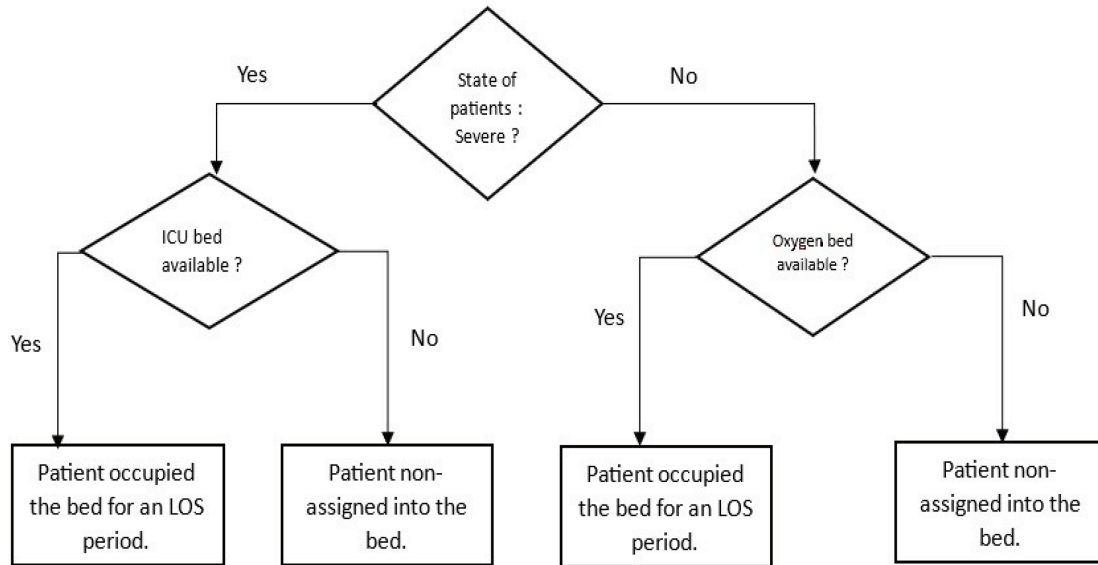 State of
patients :
Severe ?
Yes
No
ICU bed
available ?
Oxygen bed
available ?
Yes
No
Yes
No
Patient occupied
the bed for an LOS
period.
Patient non-
assigned into the
bed.
Patient occupied
the bed for an LOS
period.
Patient non-
assigned into the
bed.